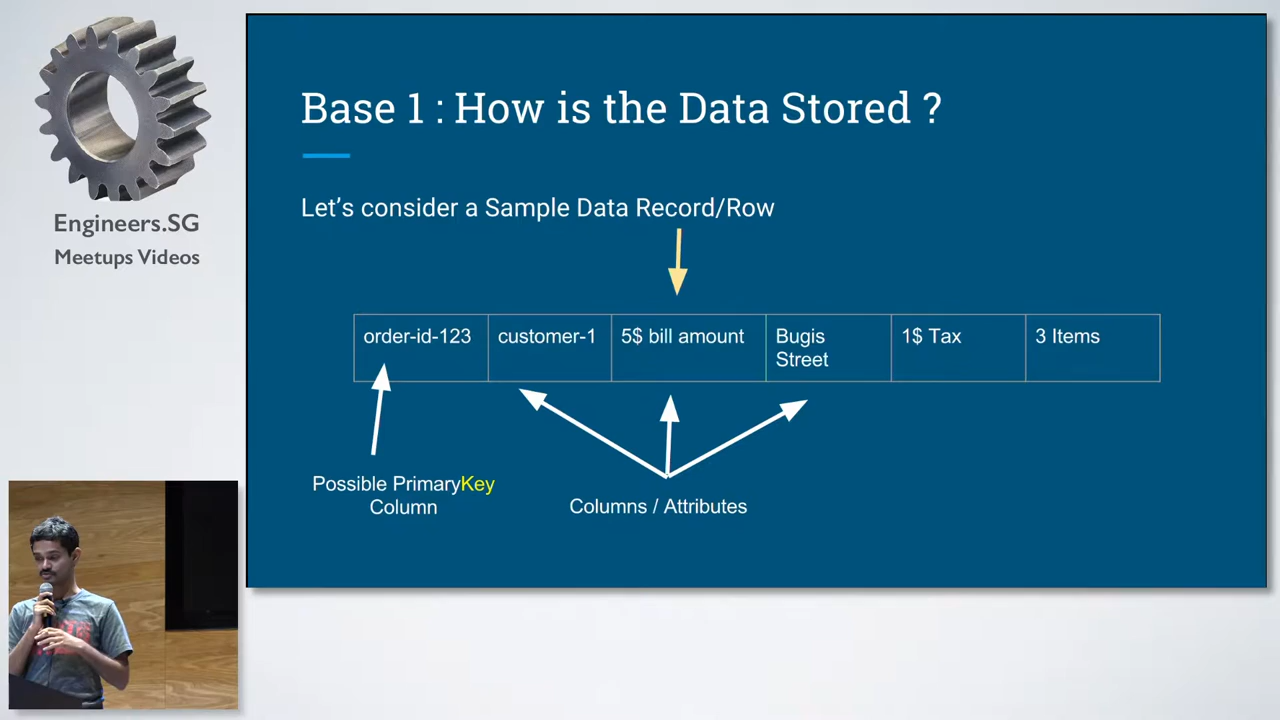 Engineers.SG
Meetups Videos
Base 1 : How is the Data Stored ?
Let's consider a Sample Data Record/Row
order-id-123
customer-1
5$ bill amount
Bugis
Street
1$ Tax
3 Items
Possible PrimaryKey
Column
Columns / Attributes